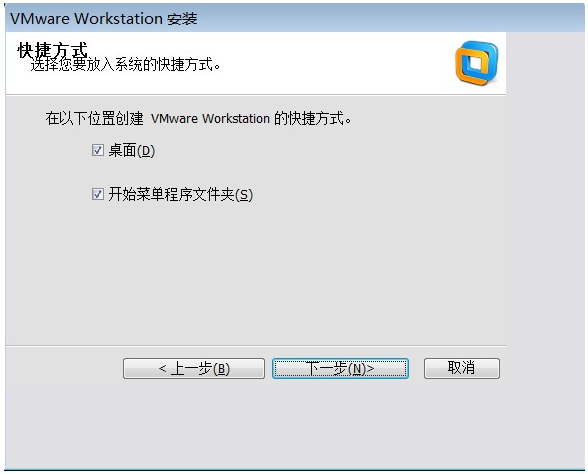 VMware Workstation 安装
快捷方式
选择您要放入系统的快捷方式。
在以下位置创建 VMware Workstation 的快捷方式。
桌面(D)
开始菜单程序文件夹(S)
< 上一步(B)
下一步(N)>
取消